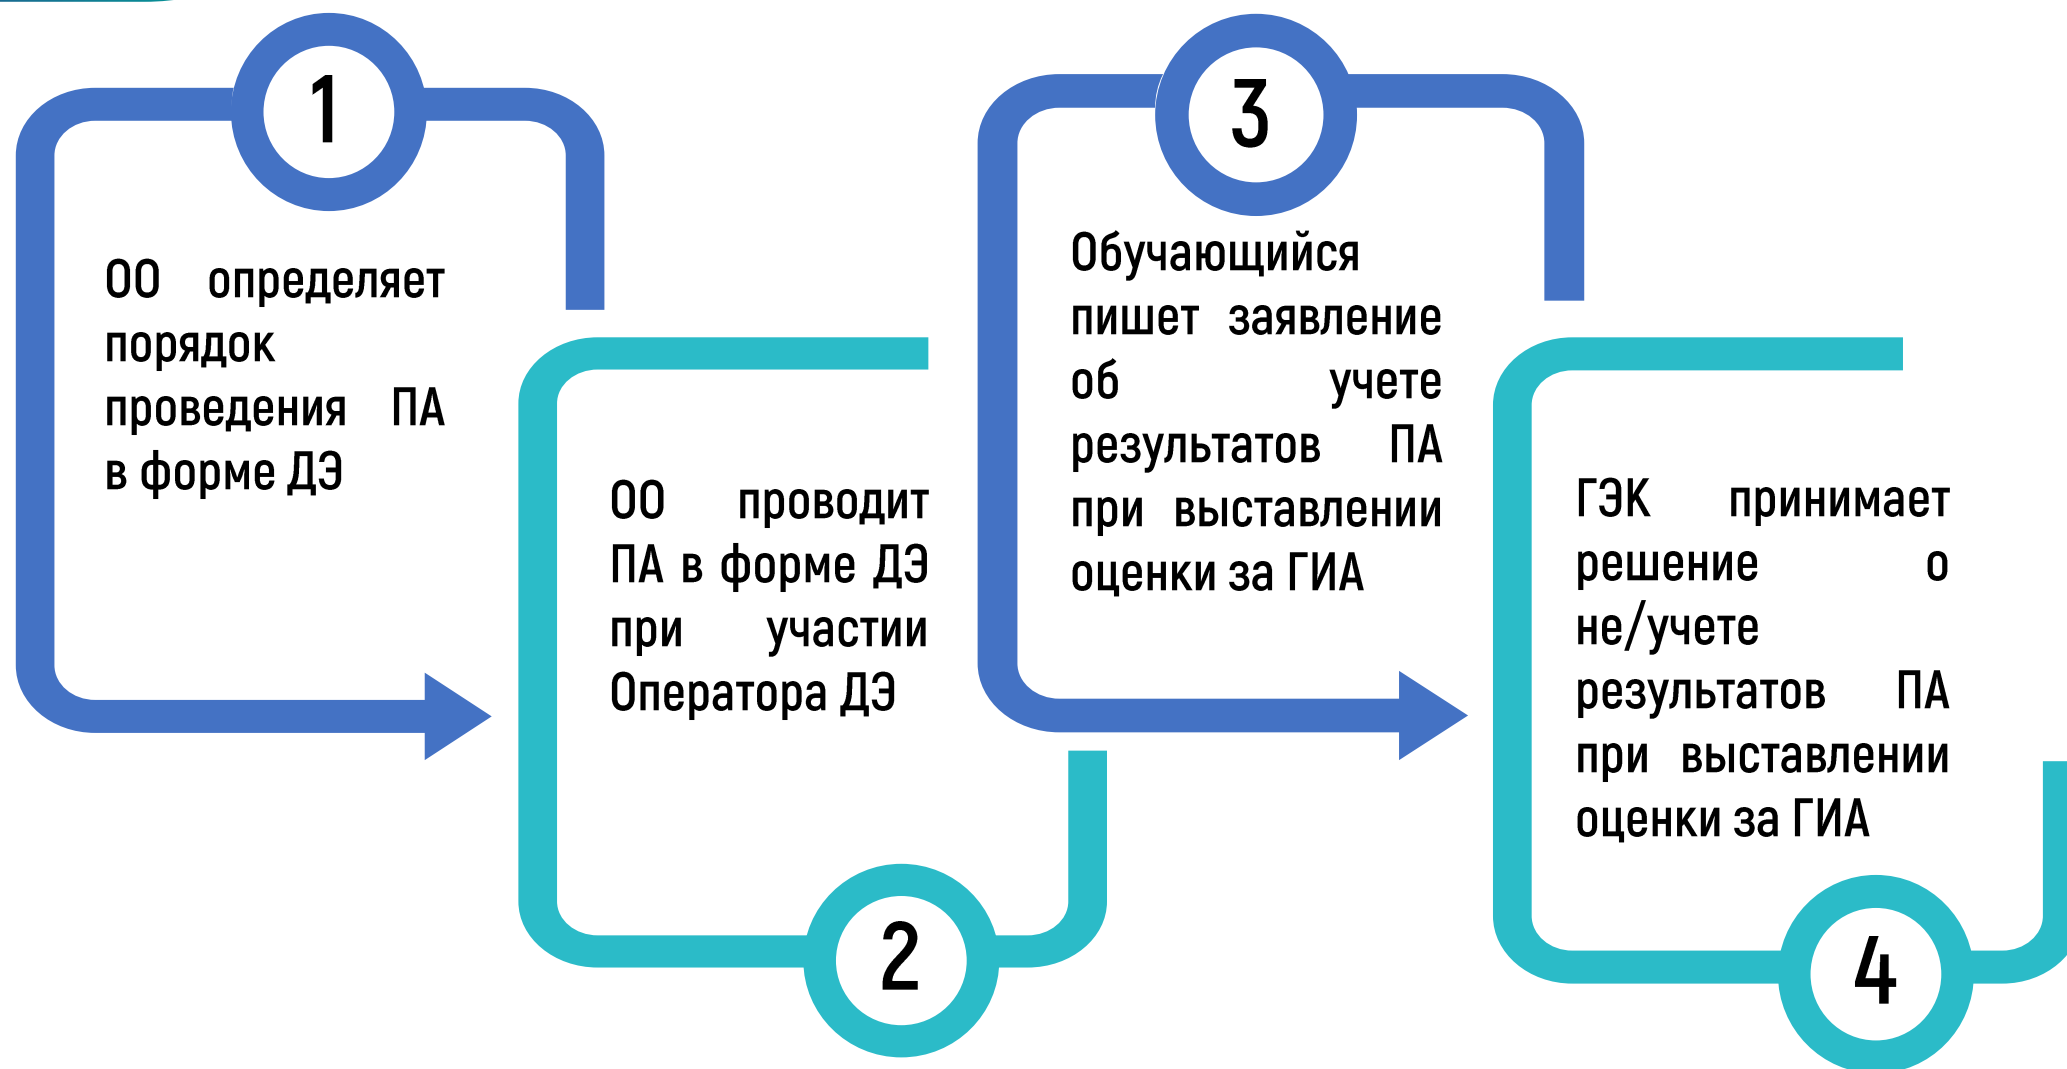 1
ОО определяет
порядок
проведения ПА
в форме ДЭ
2
ОО проводит
ПА в форме ДЭ
при участии
Оператора ДЭ
3
Обучающийся
пишет заявление
об учете
результатов ПА
при выставлении
оценки за ГИА
4
ГЭК принимает
решение о
не/учете
результатов ПА
при выставлении
оценки за ГИА